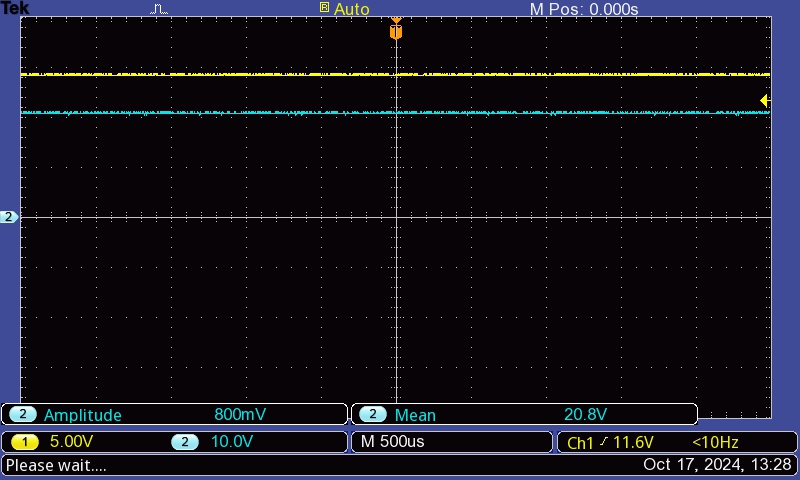 Tek R Auto M Pos: 0.000s
T
2
2 Amplitude 800mV 2 Mean 20.8V
1 5.00V 2 10.0V M 500us Ch1 11.6V <10Hz
Please wait.... Oct 17, 2024, 13:28